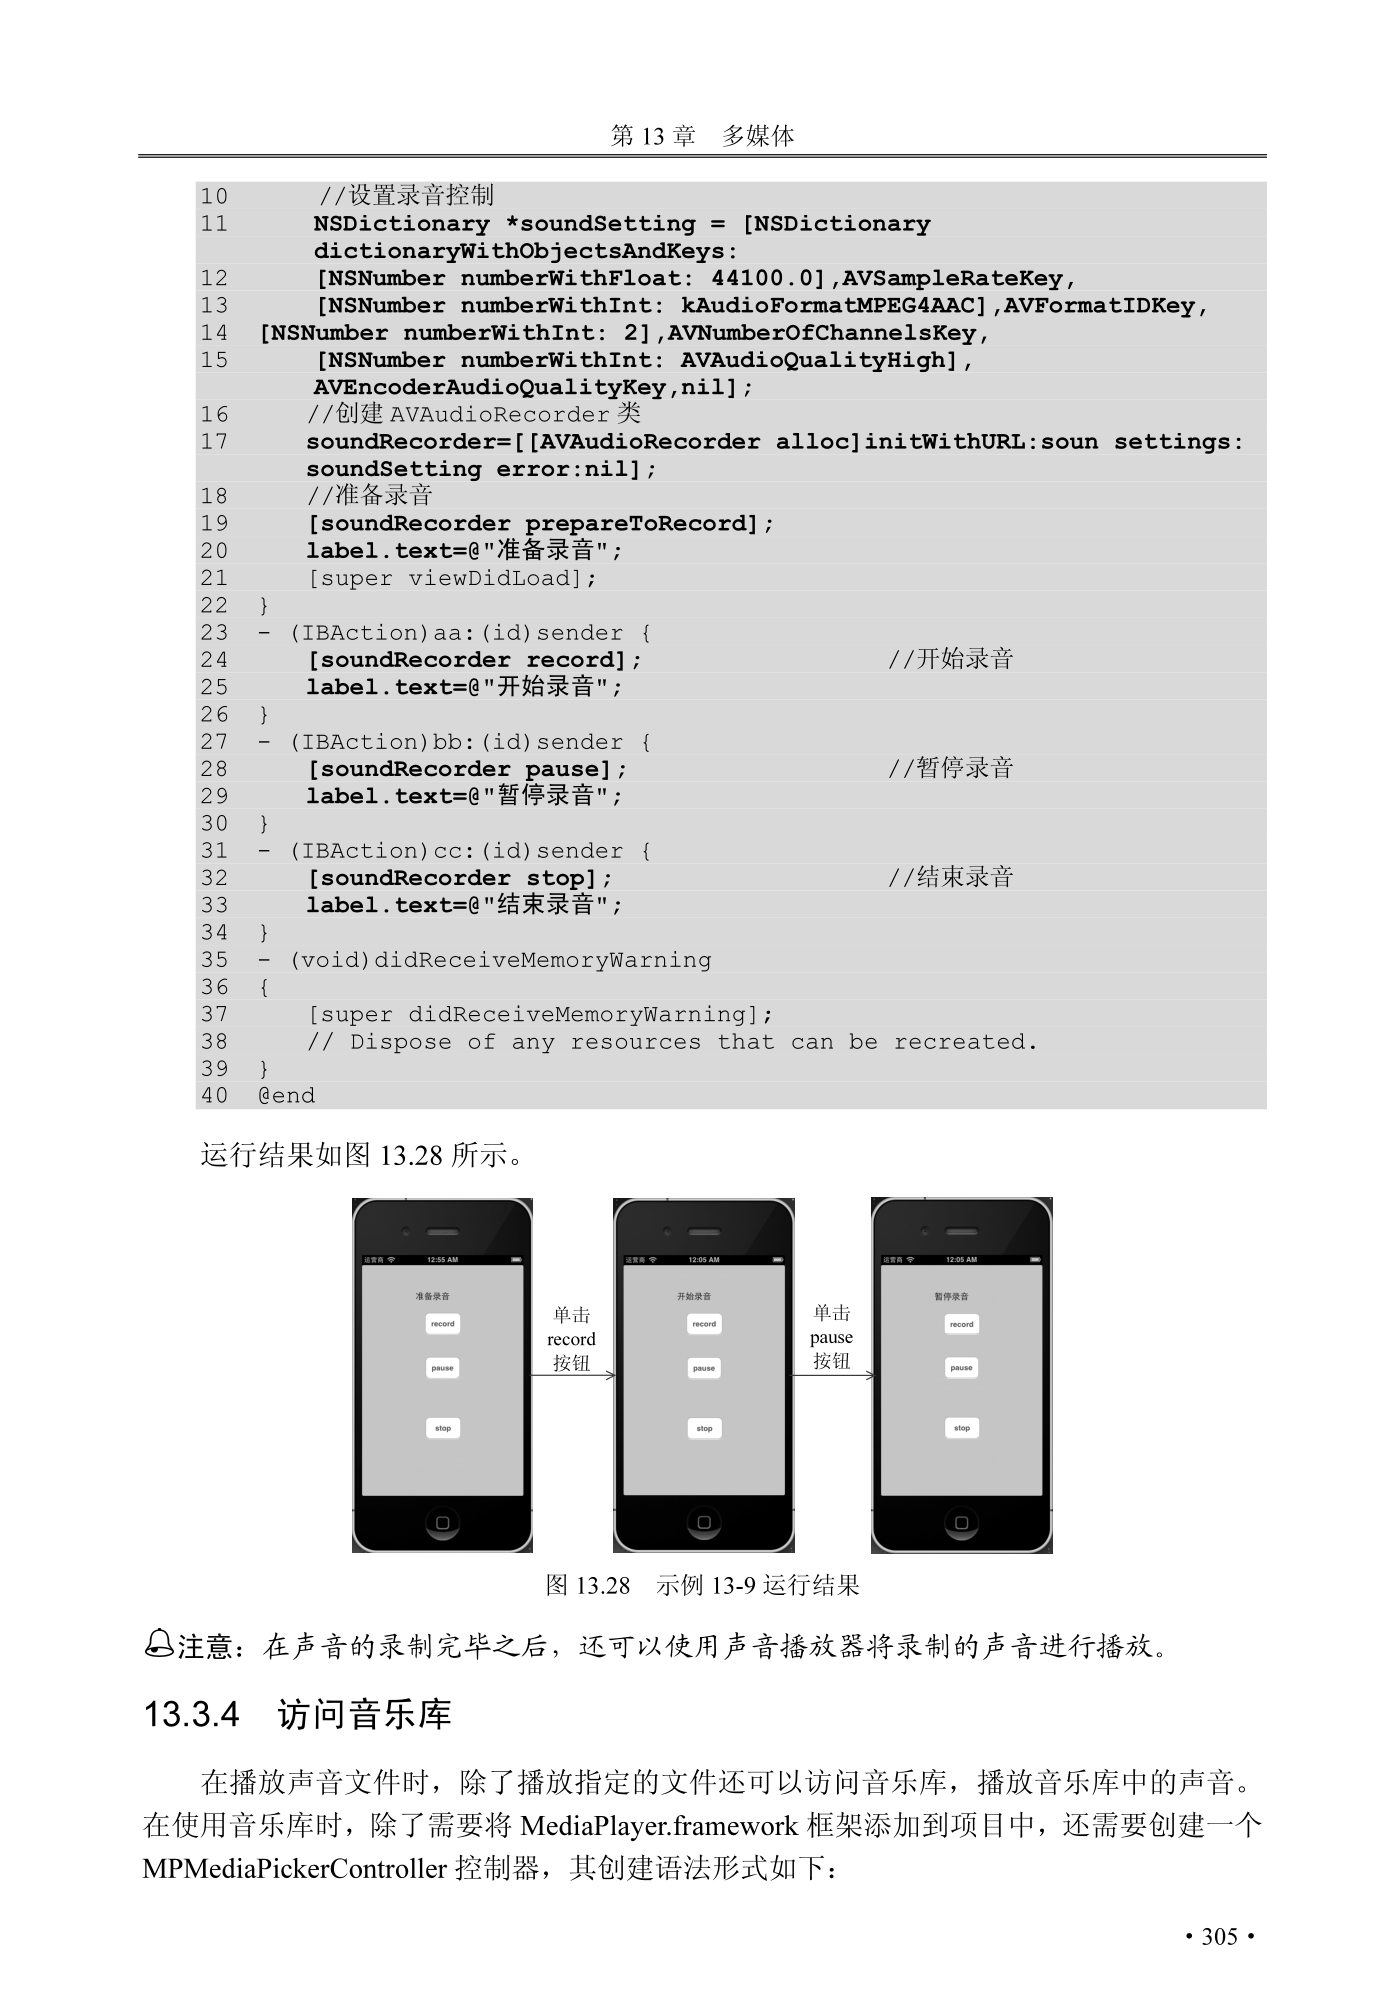 第 13 章　多媒体
10 //设置录音控制
11 NSDictionary *soundSetting = [NSDictionary
dictionaryWithObjectsAndKeys:
12 [NSNumber numberWithFloat: 44100.0],AVSampleRateKey,
13 [NSNumber numberWithInt: kAudioFormatMPEG4AAC],AVFormatIDKey,
14 [NSNumber numberWithInt: 2],AVNumberOfChannelsKey,
15 [NSNumber numberWithInt: AVAudioQualityHigh],
AVEncoderAudioQualityKey,nil];
16 //创建 AVAudioRecorder 类
17 soundRecorder=[[AVAudioRecorder alloc]initWithURL:soun settings:
soundSetting error:nil];
18 //准备录音
19 [soundRecorder prepareToRecord];
20 label.text=@"准备录音";
21 [super viewDidLoad];
22 }
23 - (IBAction)aa:(id)sender {
24 [soundRecorder record]; //开始录音
25 label.text=@"开始录音";
26 }
27 - (IBAction)bb:(id)sender {
28 [soundRecorder pause]; //暂停录音
29 label.text=@"暂停录音";
30 }
31 - (IBAction)cc:(id)sender {
32 [soundRecorder stop]; //结束录音
33 label.text=@"结束录音";
34 }
35 - (void)didReceiveMemoryWarning
36 {
37 [super didReceiveMemoryWarning];
38 // Dispose of any resources that can be recreated.
39 }
40 @end
运行结果如图 13.28 所示。
运营商 12:55 AM
准备录音
record
pause
stop
单击
record
按钮
运营商 12:05 AM
开始录音
record
pause
stop
单击
pause
按钮
运营商 12:05 AM
暂停录音
record
pause
stop
图 13.28　示例 13-9 运行结果
注意：在声音的录制完毕之后，还可以使用声音播放器将录制的声音进行播放。
13.3.4　访问音乐库
在播放声音文件时，除了播放指定的文件还可以访问音乐库，播放音乐库中的声音。
在使用音乐库时，除了需要将 MediaPlayer.framework 框架添加到项目中，还需要创建一个
MPMediaPickerController 控制器，其创建语法形式如下：
• 305 •